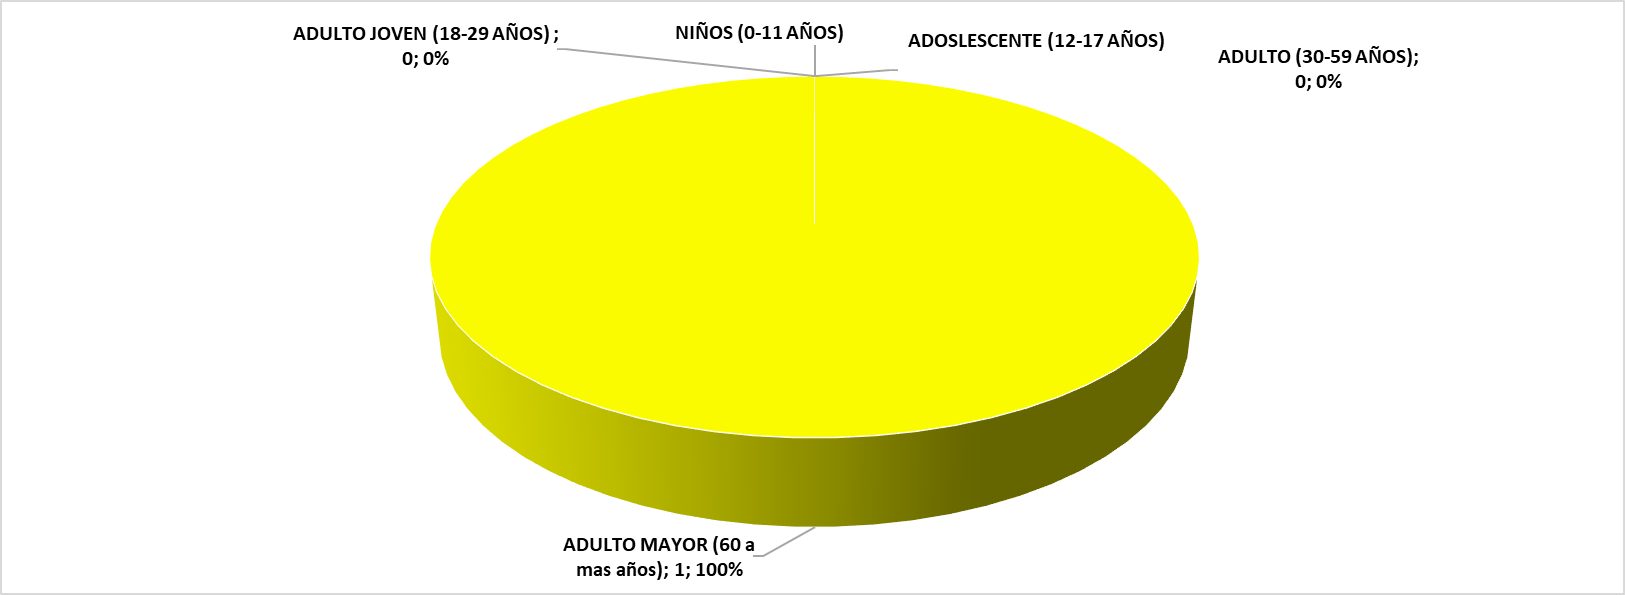 ADULTO JOVEN (18-29 AÑOS) ;
0; 0%
NIÑOS (0-11 AÑOS)
ADOSLESCENTE (12-17 AÑOS)
ADULTO (30-59 AÑOS);
0; 0%
ADULTO MAYOR (60 a
mas años); 1; 100%